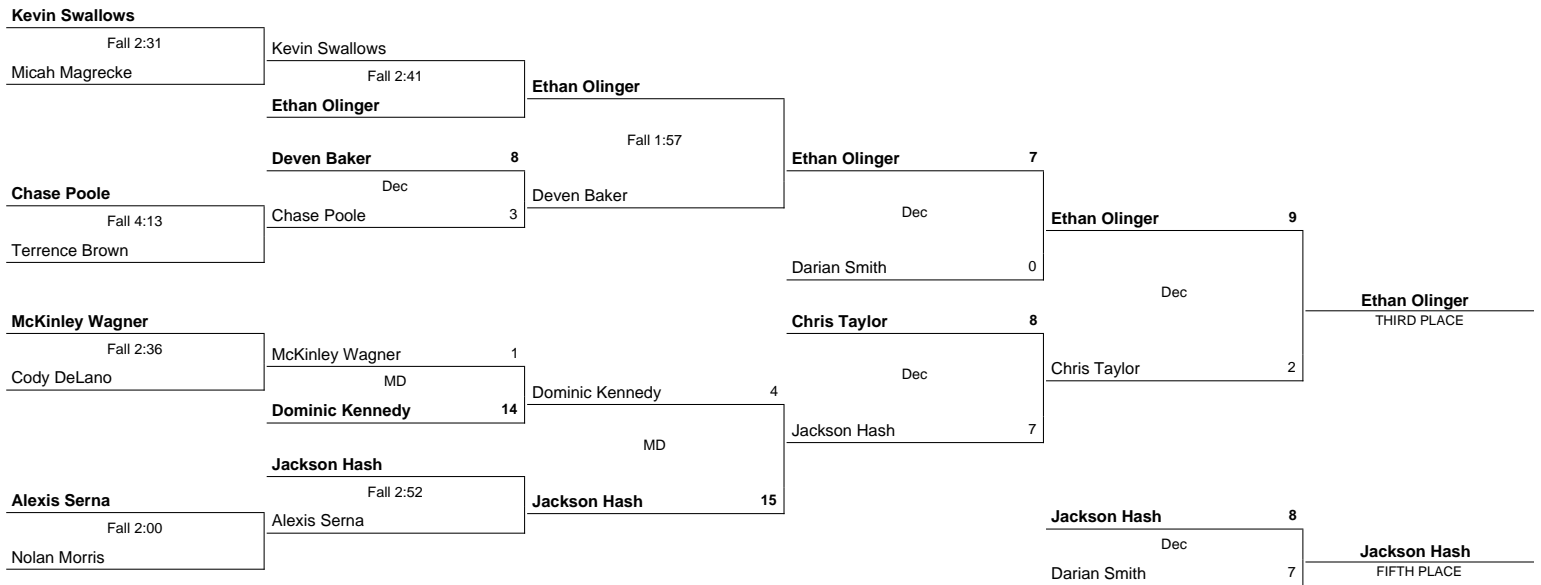 Kevin Swallows
Fall 2:31
Micah Magrecke
Chase Poole
Fall 4:13
Terrence Brown
McKinley Wagner
Fall 2:36
Cody DeLano
Alexis Serna
Fall 2:00
Nolan Morris
Kevin Swallows
Fall 2:41
Ethan Olinger
Deven Baker 8
Dec
Chase Poole 3
McKinley Wagner 1
MD
Dominic Kennedy 14
Jackson Hash
Fall 2:52
Alexis Serna
Ethan Olinger
Fall 1:57
Deven Baker
Dominic Kennedy 4
MD
Jackson Hash 15
Ethan Olinger 7
Dec
Darian Smith 0
Chris Taylor 8
Dec
Jackson Hash 7
Ethan Olinger 9
Dec
Chris Taylor 2
Jackson Hash 8
Dec
Darian Smith 7
Ethan Olinger
THIRD PLACE
Jackson Hash
FIFTH PLACE